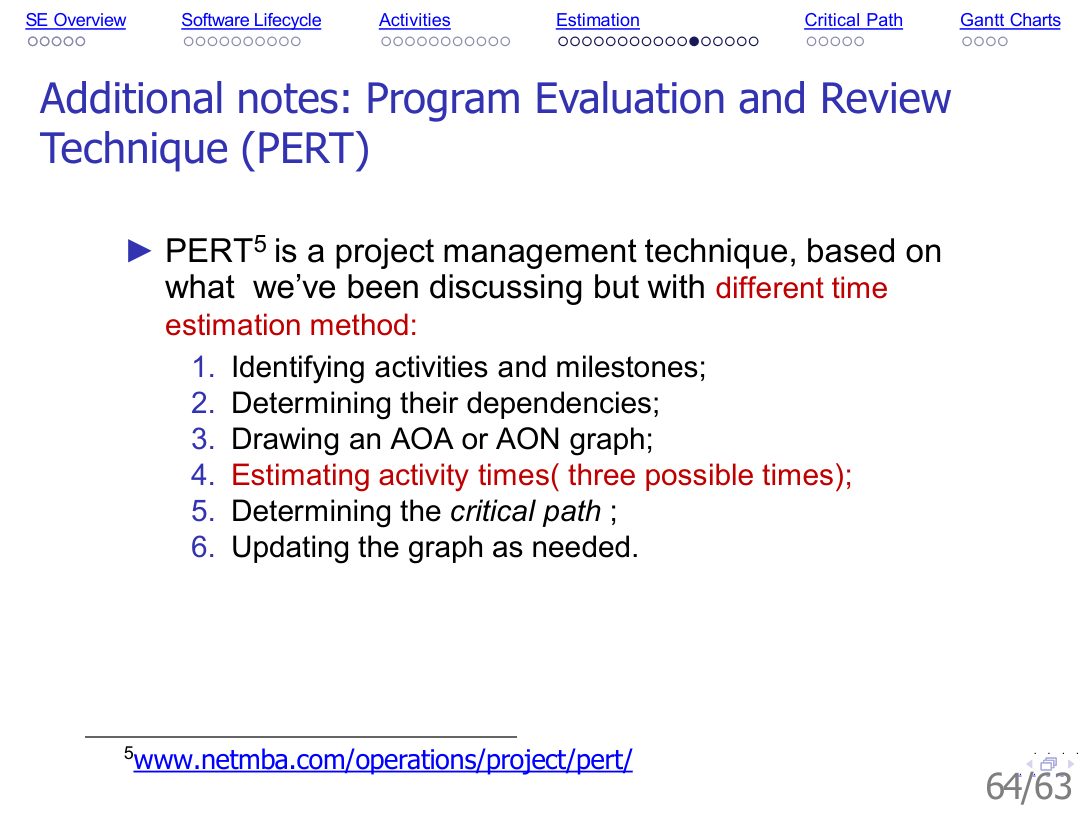 SE Overview Software Lifecycle Activities Estimation Critical Path Gantt Charts
Additional notes: Program Evaluation and Review
Technique (PERT)
► PERT5 is a project management technique, based on
what we’ve been discussing but with different time
estimation method:
1. Identifying activities and milestones;
2. Determining their dependencies;
3. Drawing an AOA or AON graph;
4. Estimating activity times( three possible times);
5. Determining the critical path ;
6. Updating the graph as needed.
5www.netmba.com/operations/project/pert/
64/63